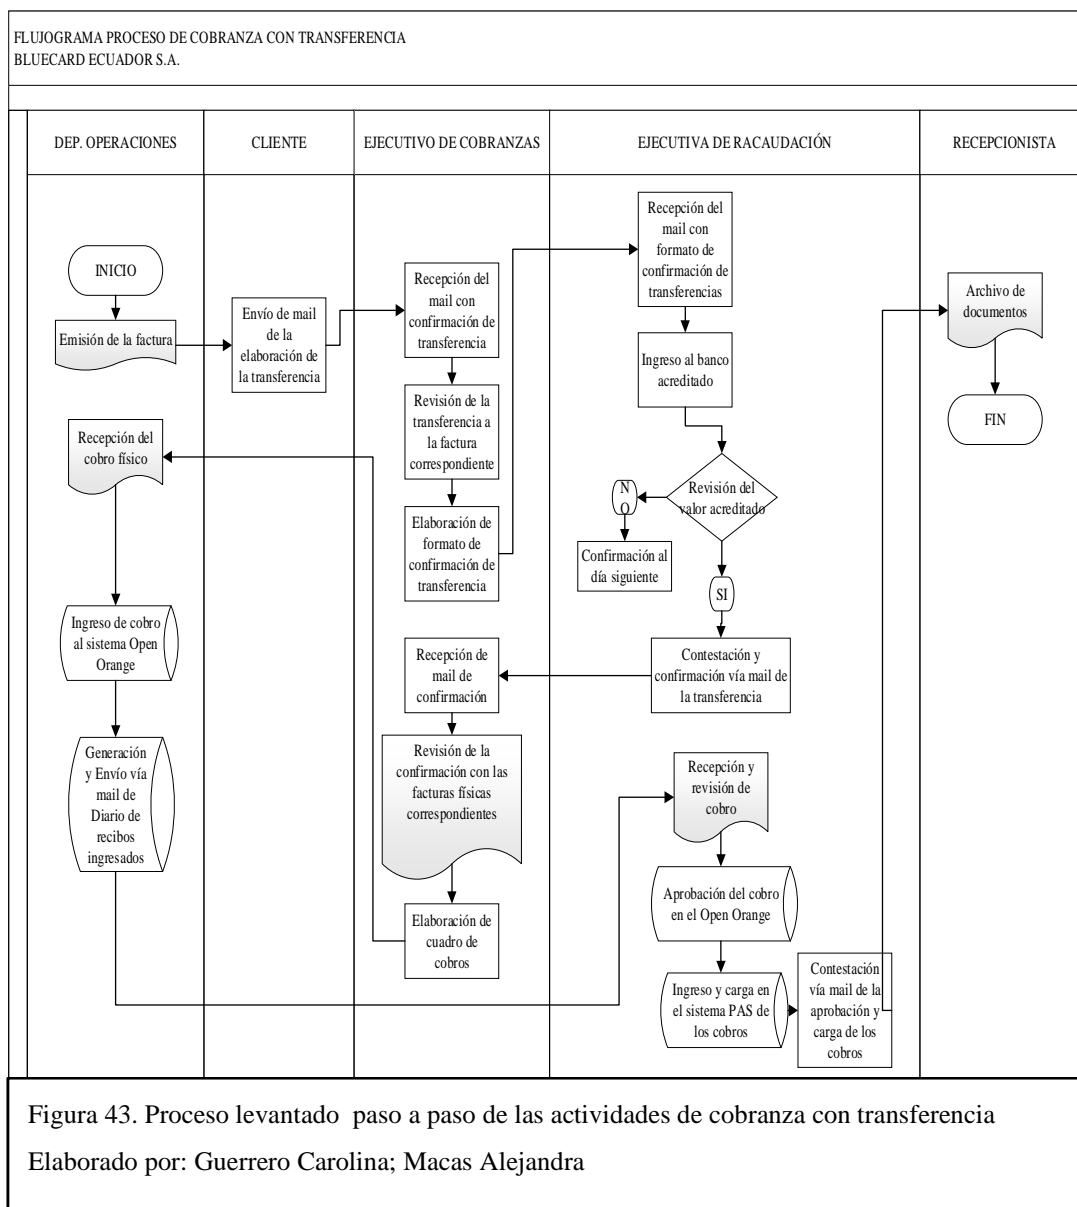 FLUJOGRAMA PROCESO DE COBRANZA CON TRANSFERENCIA
BLUECARD ECUADOR S.A.
DEP. OPERACIONES
CLIENTE
EJECUTIVO DE COBRANZAS
EJECUTIVA DE RACAUDACIÓN
RECEPCIONISTA
INICIO
Emisión de la factura
Envío de mail
de la
elaboración de
la transferencia
Recepción del
mail con
confirmación de
transferencia
Revisión de la
transferencia a
la factura
correspondiente
Elaboración de
formato de
confirmación de
transferencia
Recepción del
mail con
formato de
confirmación de
transferencias
Ingreso al banco
acreditado
Revisión del
valor acreditado
N
O
Confirmación al
día siguiente
SI
Contestación y
confirmación vía mail de
la transferencia
Recepción de
mail de
confirmación
Revisión de la
confirmación con las
facturas físicas
correspondientes
Elaboración de
cuadro de
cobros
Recepción del
cobro físico
Ingreso de cobro
al sistema Open
Orange
Generación
y Envío vía
mail de
Diario de
recibos
ingresados
Recepción y
revisión de
cobro
Aprobación del cobro
en el Open Orange
Ingreso y carga en
el sistema PAS de
los cobros
Contestación
vía mail de la
aprobación y
carga de los
cobros
Archivo de
documentos
FIN
Figura 43. Proceso levantado paso a paso de las actividades de cobranza con transferencia
Elaborado por: Guerrero Carolina; Macas Alejandra